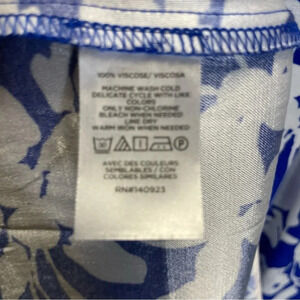 100% VISCOSE/ VISCOSA
MACHINE WASH COLD
DELICATE CYCLE WITH LIKE
COLORS
ONLY NON-CHLORINE
BLEACH WHEN NEEDED
LINE DRY
WARM IRON WHEN NEEDED
AVEC DES COULEURS
SEMBLABLES / CON
COLORES SIMILARES
RN#140923